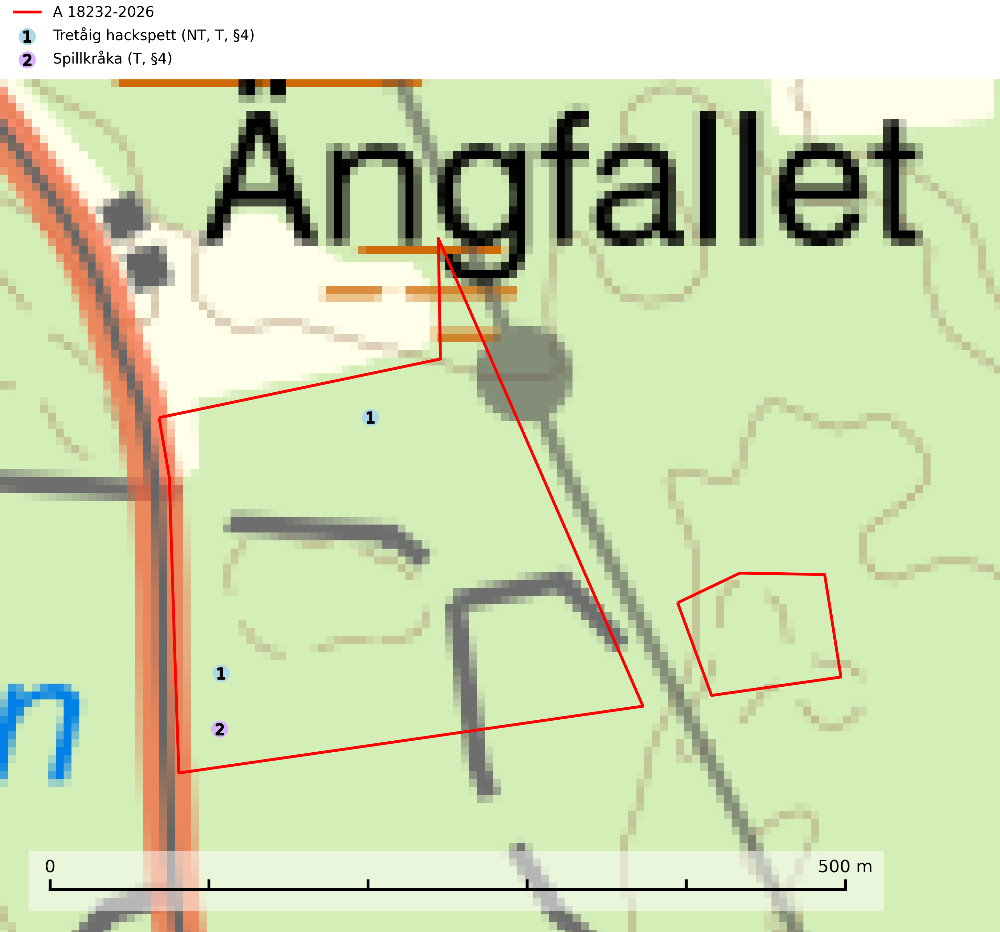 A 18232-2026
1 Tretåig hackspett (NT, T, §4)
2 Spillkråka (T, §4)
Ängfallet
1
1
2
n
0 500 m